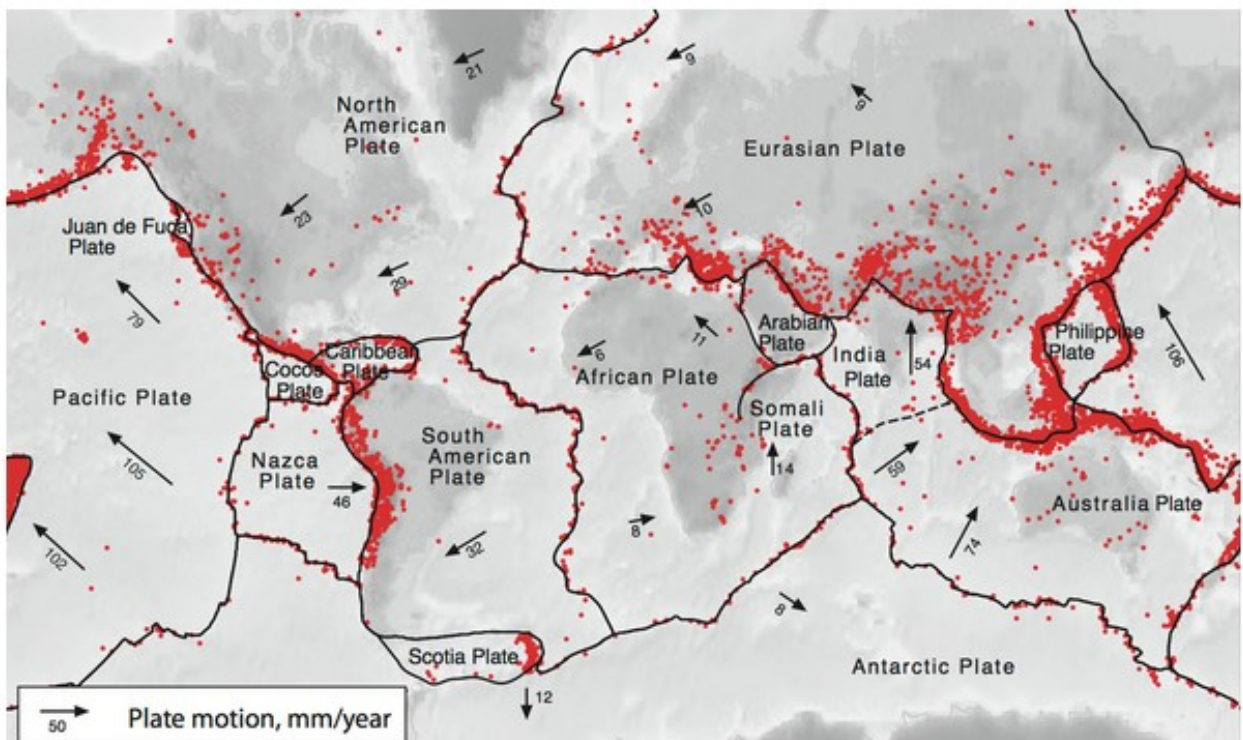 21
9
North
American
Plate
9
Eurasian Plate
10
23
Juan de Fuca
Plate
29
79
11
Arabian
Plate
Philippine
Plate
6
India
Plate
54
106
Caribbean
Plate
Cocos
Plate
African Plate
Pacific Plate
Somali
Plate
South
American
Plate
105
Nazca
Plate
46
14
59
Australia Plate
8
32
74
102
8
Scotia Plate
Antarctic Plate
12
50
Plate motion, mm/year